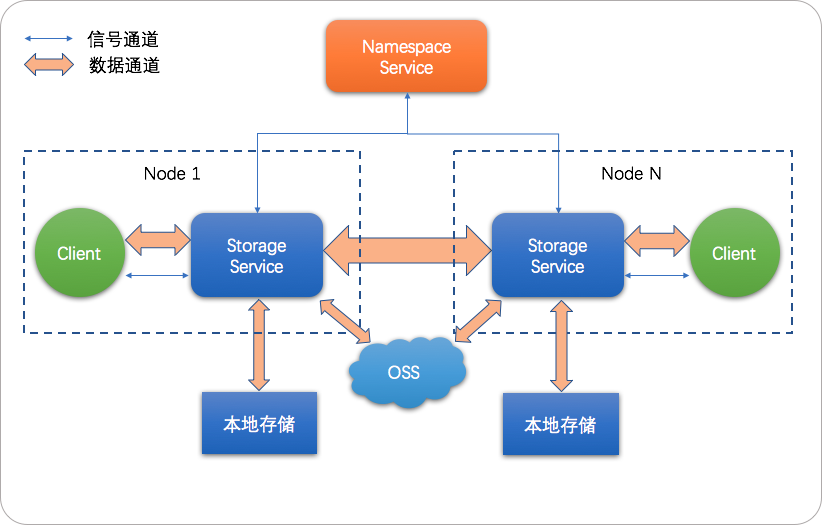 信号通道
数据通道
Namespace
Service
Node 1
Node N
Client
Storage
Service
Storage
Service
Client
OSS
本地存储
本地存储